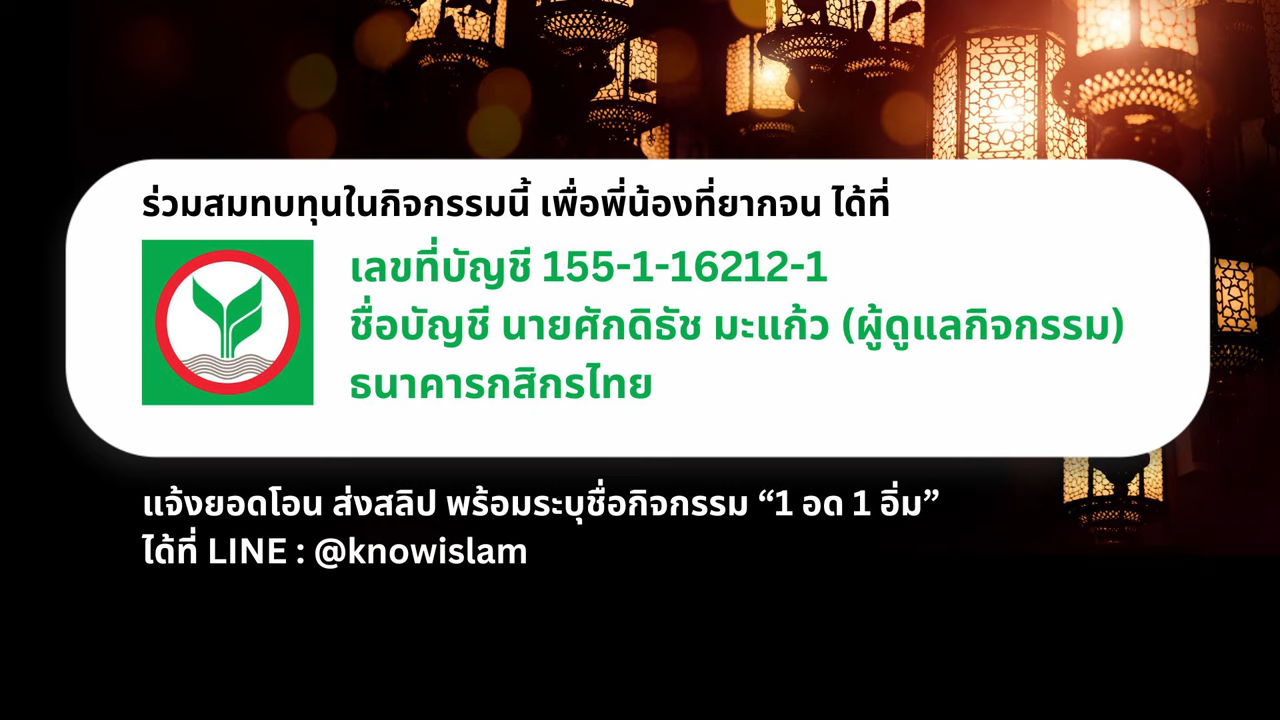 ร่วมสมทบทุนในกิจกรรมนี้ เพื่อพี่น้องที่ยากจน ได้ที่
เลขที่บัญชี 155-1-16212-1
ชื่อบัญชี นายศักดิธัช มะแก้ว (ผู้ดูแลกิจกรรม)
ธนาคารกสิกรไทย
แจ้งยอดโอน ส่งสลิป พร้อมระบุชื่อกิจกรรม “1 อด 1 อิ่ม”
ได้ที่ LINE : @knowislam